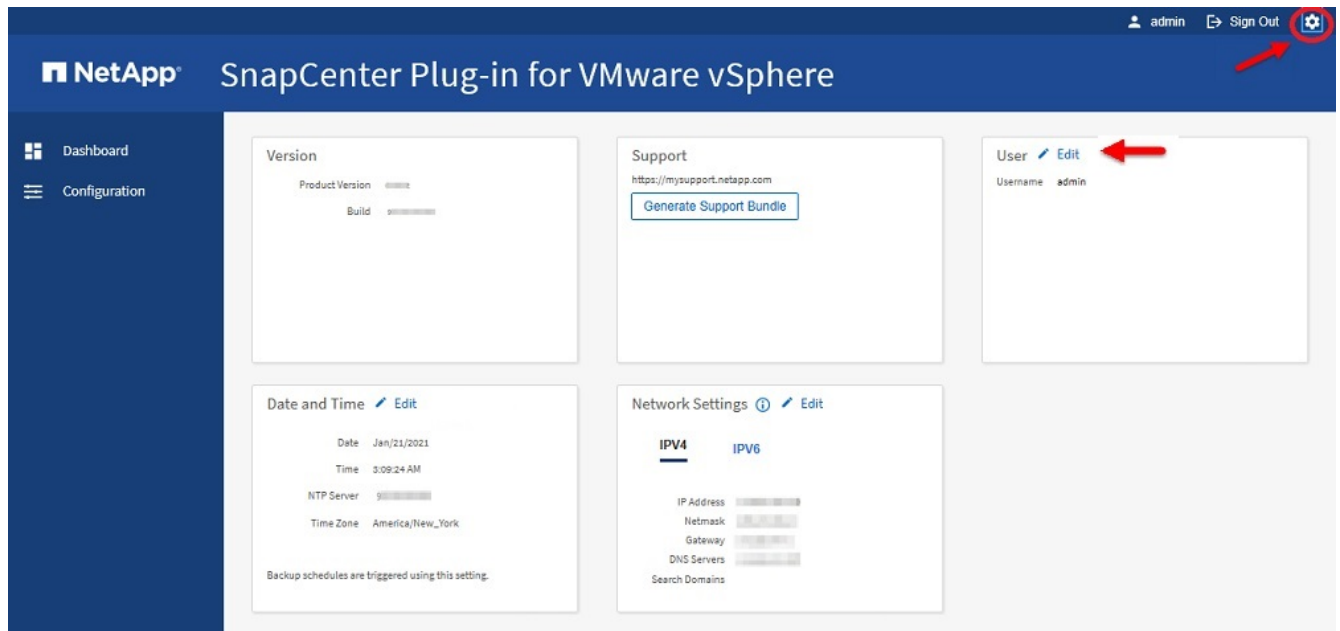 admin Sign Out
NetApp® SnapCenter Plug-in for VMware vSphere
Dashboard
Configuration
Version
Product Version
Build
Support
https://mysupport.netapp.com
Generate Support Bundle
User Edit
Username admin
Date and Time Edit
Date Jan/21/2021
Time 3:09:24 AM
NTP Server
Time Zone America/New_York
Backup schedules are triggered using this setting.
Network Settings Edit
IPV4 IPV6
IP Address
Netmask
Gateway
DNS Servers
Search Domains